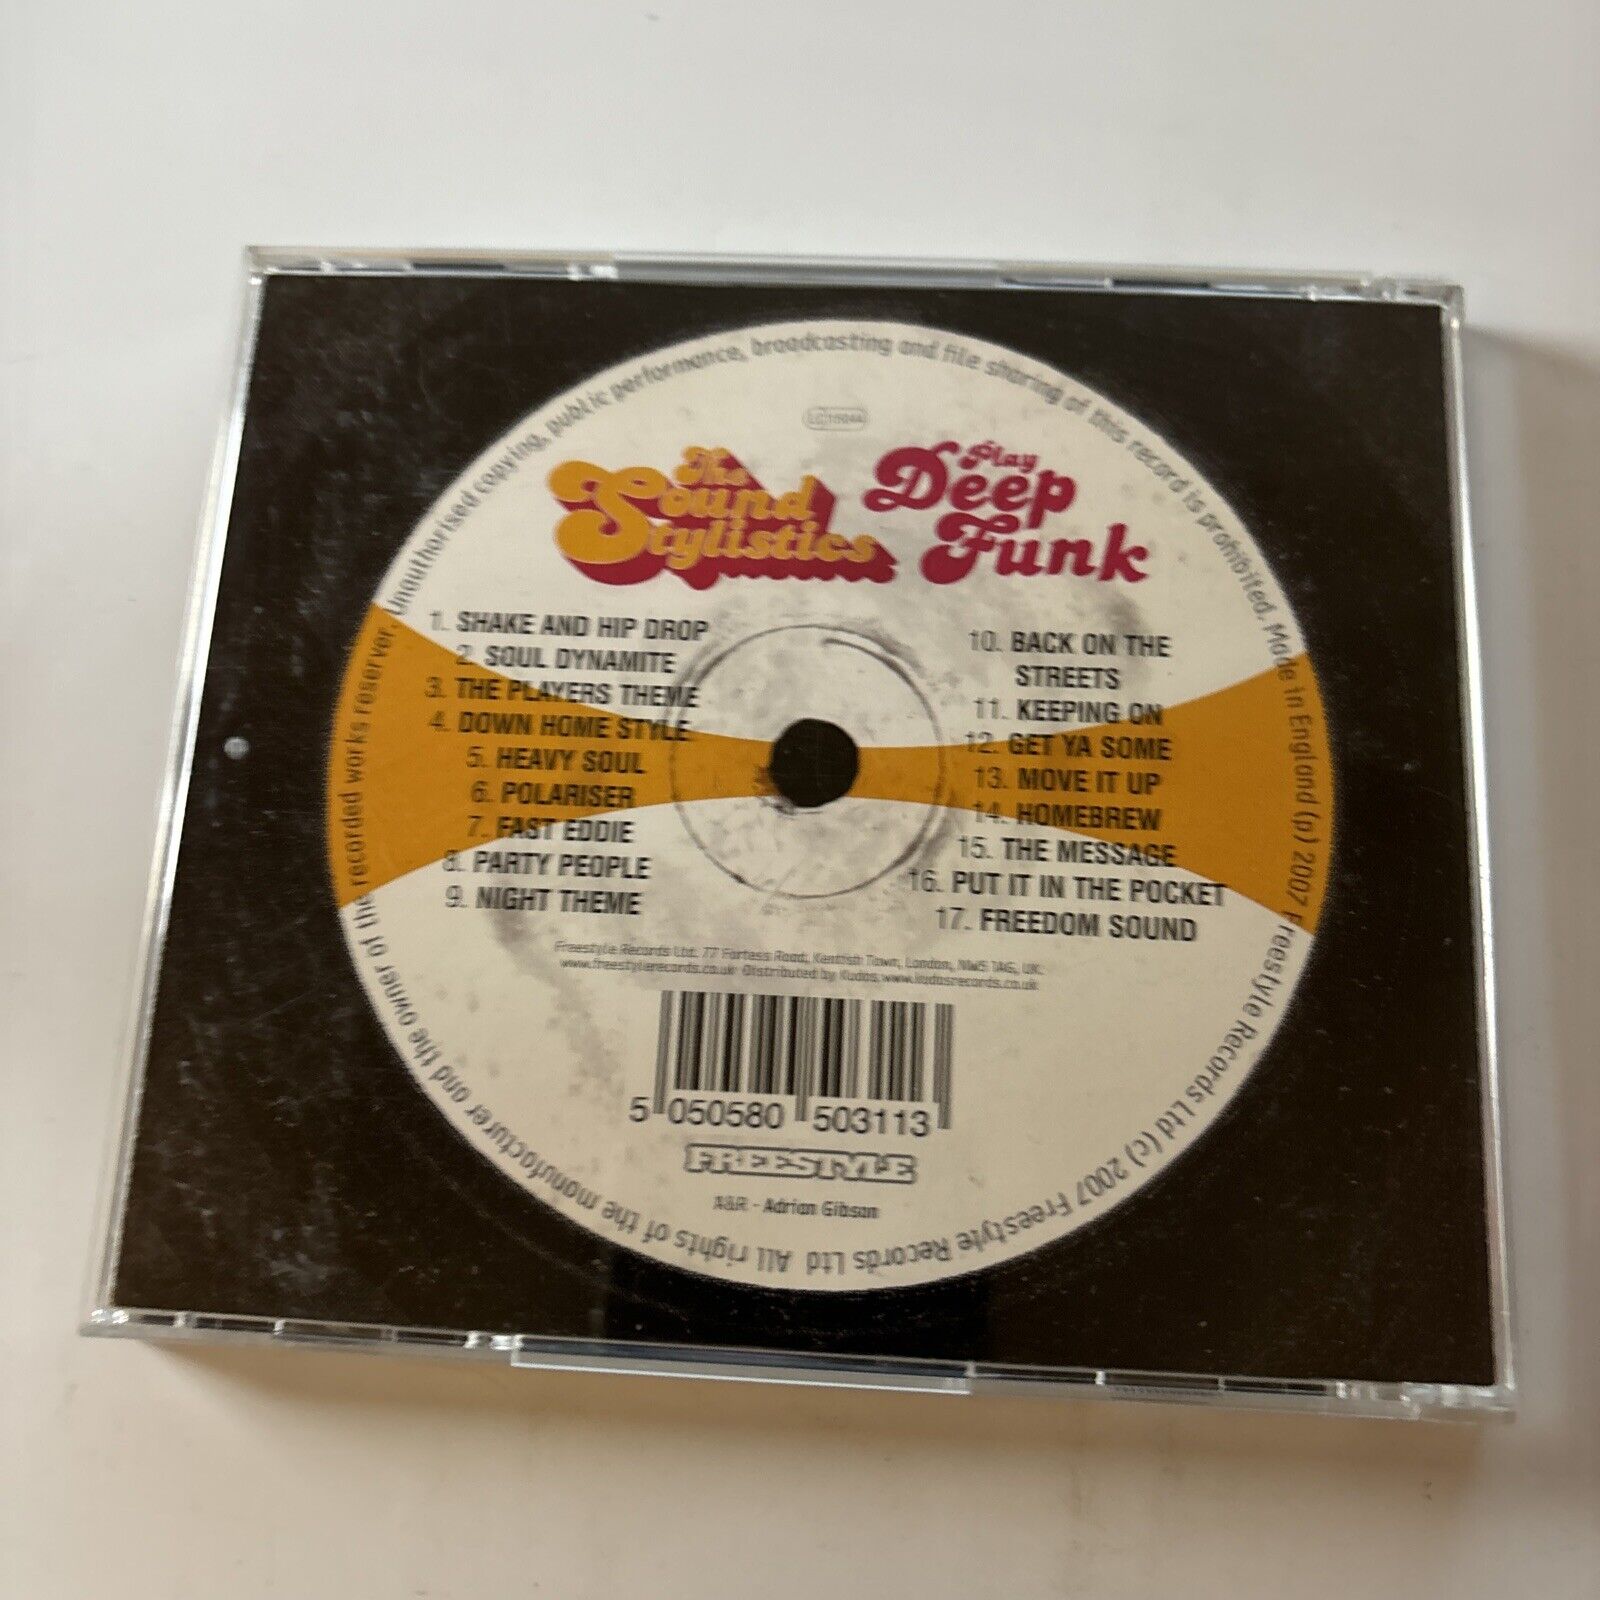 Unauthorised copying, public performance, broadcasting and file sharing of this record is prohibited. Made in England (p) 2007 Freestyle Records Ltd (c) 2007 Freestyle Records Ltd All rights of the manufacturer and the owner of the recorded works reserver.
LC15044
The
Sound
Stylistics
Play
Deep
Funk
1. SHAKE AND HIP DROP
2. SOUL DYNAMITE
3. THE PLAYERS THEME
4. DOWN HOME STYLE
5. HEAVY SOUL
6. POLARISER
7. FAST EDDIE
8. PARTY PEOPLE
9. NIGHT THEME
10. BACK ON THE
STREETS
11. KEEPING ON
12. GET YA SOME
13. MOVE IT UP
14. HOMEBREW
15. THE MESSAGE
16. PUT IT IN THE POCKET
17. FREEDOM SOUND
Freestyle Records Ltd. 77 Fortess Road, Kentish Town, London, NW5 1AG, UK.
www.freestylerecords.co.uk Distributed by Kudos. www.kudosrecords.co.uk
5 050580 503113
FREESTYLE
A&R - Adrian Gibson